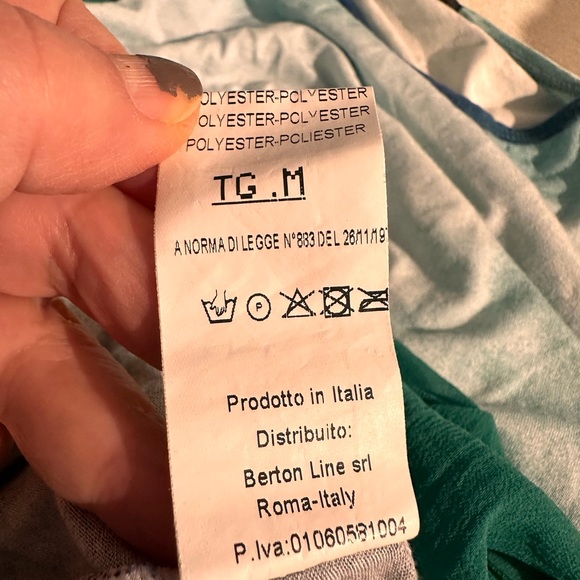 POLYESTER-POLYESTER
POLYESTER-POLYESTER
POLYESTER-POLIESTER
TG .M
A NORMA DI LEGGE N°883 DEL 26/11/197
P
Prodotto in Italia
Distribuito:
Berton Line srl
Roma-Italy
P.Iva:01060581004